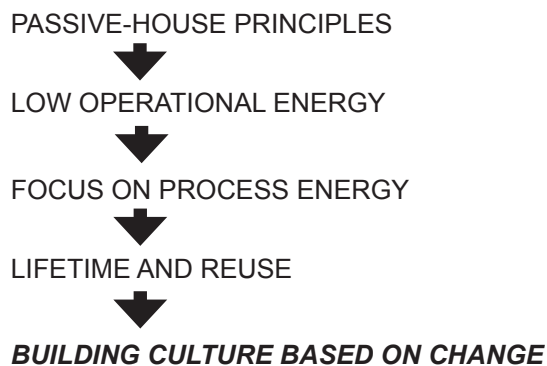 PASSIVE-HOUSE PRINCIPLES
LOW OPERATIONAL ENERGY
FOCUS ON PROCESS ENERGY
LIFETIME AND REUSE
BUILDING CULTURE BASED ON CHANGE